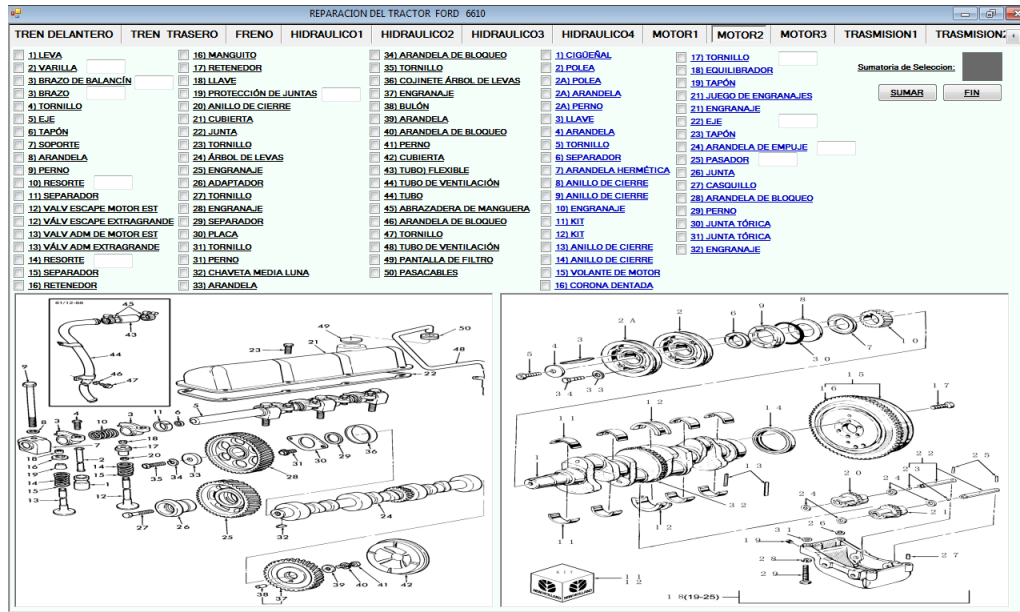 REPARACION DEL TRACTOR FORD 6610
TREN DELANTERO TREN TRASERO FRENO HIDRAULICO1 HIDRAULICO2 HIDRAULICO3 HIDRAULICO4 MOTOR1 MOTOR2 MOTOR3 TRASMISION1 TRASMISION2
1) LEVA
2) VARILLA
3) BRAZO DE BALANCÍN
3) BRAZO
4) TORNILLO
5) EJE
6) TAPÓN
7) SOPORTE
8) ARANDELA
9) PERNO
10) RESORTE
11) SEPARADOR
12) VALV ESCAPE MOTOR EST
12) VÁLV ESCAPE EXTRAGRANDE
13) VALV ADM DE MOTOR EST
13) VÁLV ADM EXTRAGRANDE
14) RESORTE
15) SEPARADOR
16) RETENEDOR
16) MANGUITO
17) RETENEDOR
18) LLAVE
19) PROTECCIÓN DE JUNTAS
20) ANILLO DE CIERRE
21) CUBIERTA
22) JUNTA
23) TORNILLO
24) ÁRBOL DE LEVAS
25) ENGRANAJE
26) ADAPTADOR
27) TORNILLO
28) ENGRANAJE
29) SEPARADOR
30) PLACA
31) TORNILLO
31) PERNO
32) CHAVETA MEDIA LUNA
33) ARANDELA
34) ARANDELA DE BLOQUEO
35) TORNILLO
36) COJINETE ÁRBOL DE LEVAS
37) ENGRANAJE
38) BULÓN
39) ARANDELA
40) ARANDELA DE BLOQUEO
41) PERNO
42) CUBIERTA
43) TUBO) FLEXIBLE
44) TUBO DE VENTILACIÓN
44) TUBO
45) ABRAZADERA DE MANGUERA
46) ARANDELA DE BLOQUEO
47) TORNILLO
48) TUBO DE VENTILACIÓN
49) PANTALLA DE FILTRO
50) PASACABLES
1) CIGÜEÑAL
2) POLEA
2A) POLEA
2A) ARANDELA
2A) PERNO
3) LLAVE
4) ARANDELA
5) TORNILLO
6) SEPARADOR
7) ARANDELA HERMÉTICA
8) ANILLO DE CIERRE
9) ANILLO DE CIERRE
10) ENGRANAJE
11) KIT
12) KIT
13) ANILLO DE CIERRE
14) ANILLO DE CIERRE
15) VOLANTE DE MOTOR
16) CORONA DENTADA
17) TORNILLO
18) EQUILIBRADOR
19) TAPÓN
21) JUEGO DE ENGRANAJES
21) ENGRANAJE
22) EJE
23) TAPÓN
24) ARANDELA DE EMPUJE
25) PASADOR
26) JUNTA
27) CASQUILLO
28) ARANDELA DE BLOQUEO
29) PERNO
30) JUNTA TÓRICA
31) JUNTA TÓRICA
32) ENGRANAJE
Sumatoria de Seleccion:
SUMAR FIN
18(19-25)